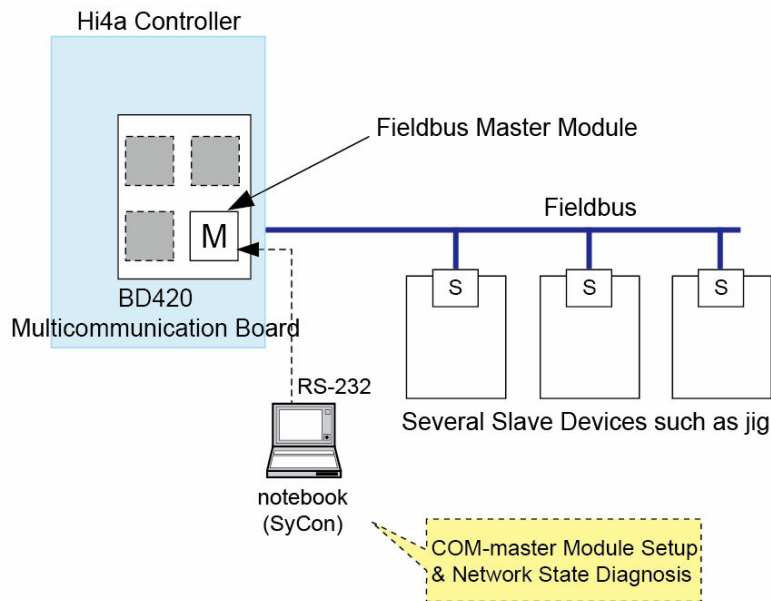 Hi4a Controller
Fieldbus Master Module
M
Fieldbus
S
S
S
BD420
Multicommunication Board
RS-232
Several Slave Devices such as jig
notebook
(SyCon)
COM-master Module Setup
& Network State Diagnosis